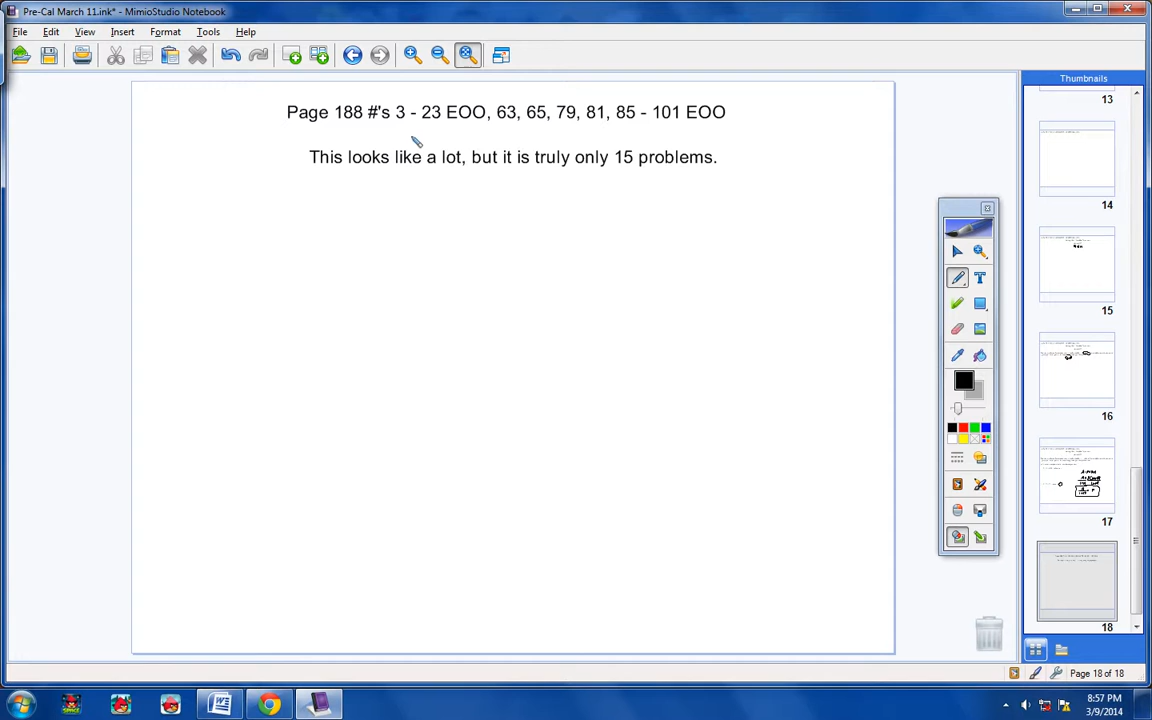 Pre-Cal March 11.ink* - MimioStudio Notebook
File Edit View Insert Format Tools Help
Thumbnails
Page 188 #'s 3 - 23 EOO, 63, 65, 79, 81, 85 - 101 EOO
This looks like a lot, but it is truly only 15 problems.
13
14
15
16
17
18
Page 18 of 18
8:57 PM
3/9/2014